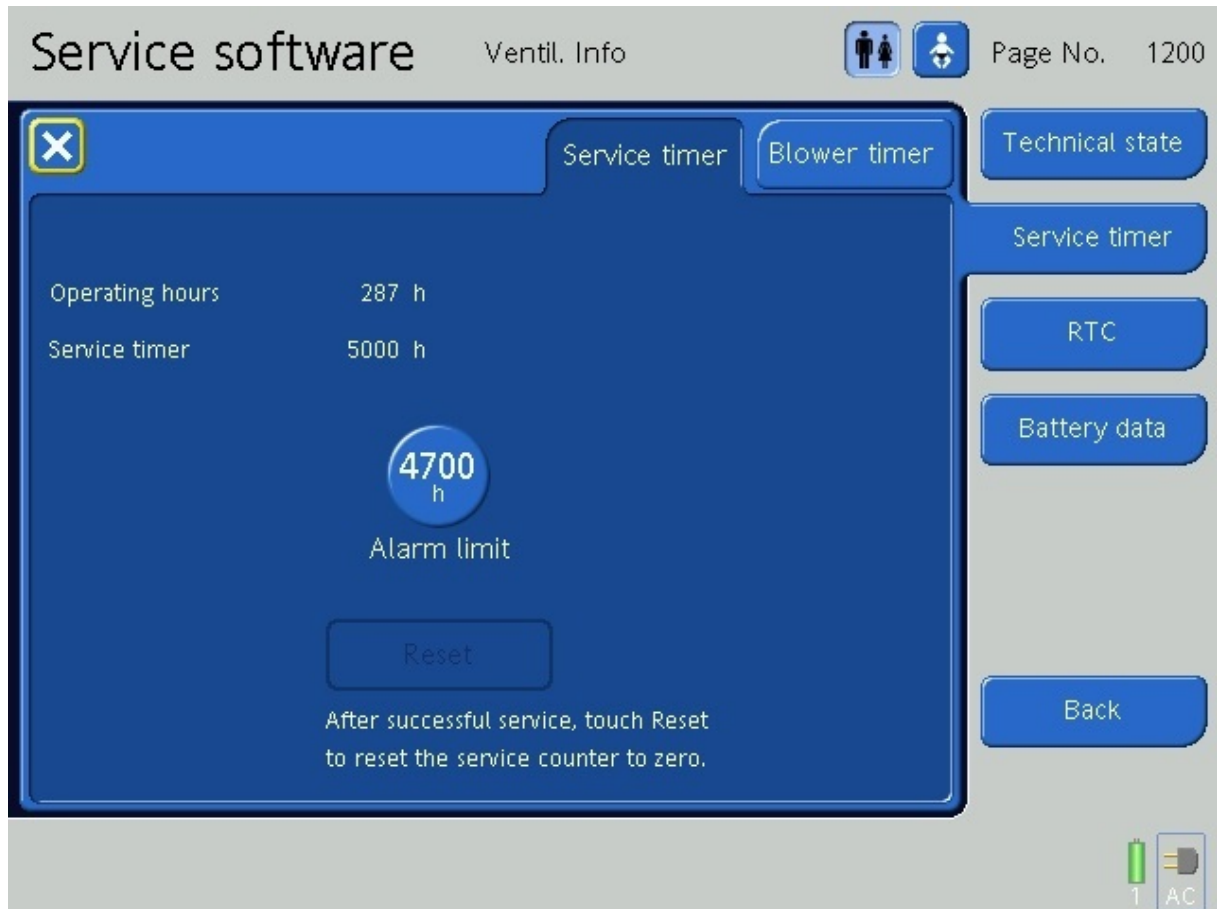 Service software Ventil. Info Page No. 1200
Service timer Blower timer
Technical state
Service timer
RTC
Battery data
Back
Operating hours 287 h
Service timer 5000 h
4700
h
Alarm limit
Reset
After successful service, touch Reset
to reset the service counter to zero.
1 AC